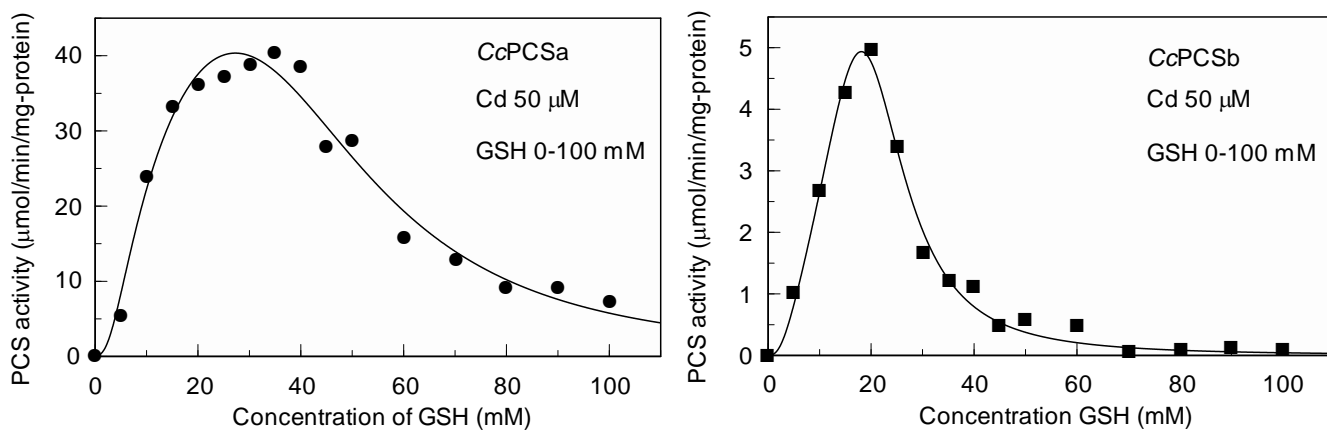 PCS activity (μmol/min/mg-protein)
40
30
20
10
0
CcPCSa
Cd 50 μM
GSH 0-100 mM
0 20 40 60 80 100
Concentration of GSH (mM)
PCS activity (μmol/min/mg-protein)
5
4
3
2
1
0
CcPCSb
Cd 50 μM
GSH 0-100 mM
0 20 40 60 80 100
Concentration GSH (mM)